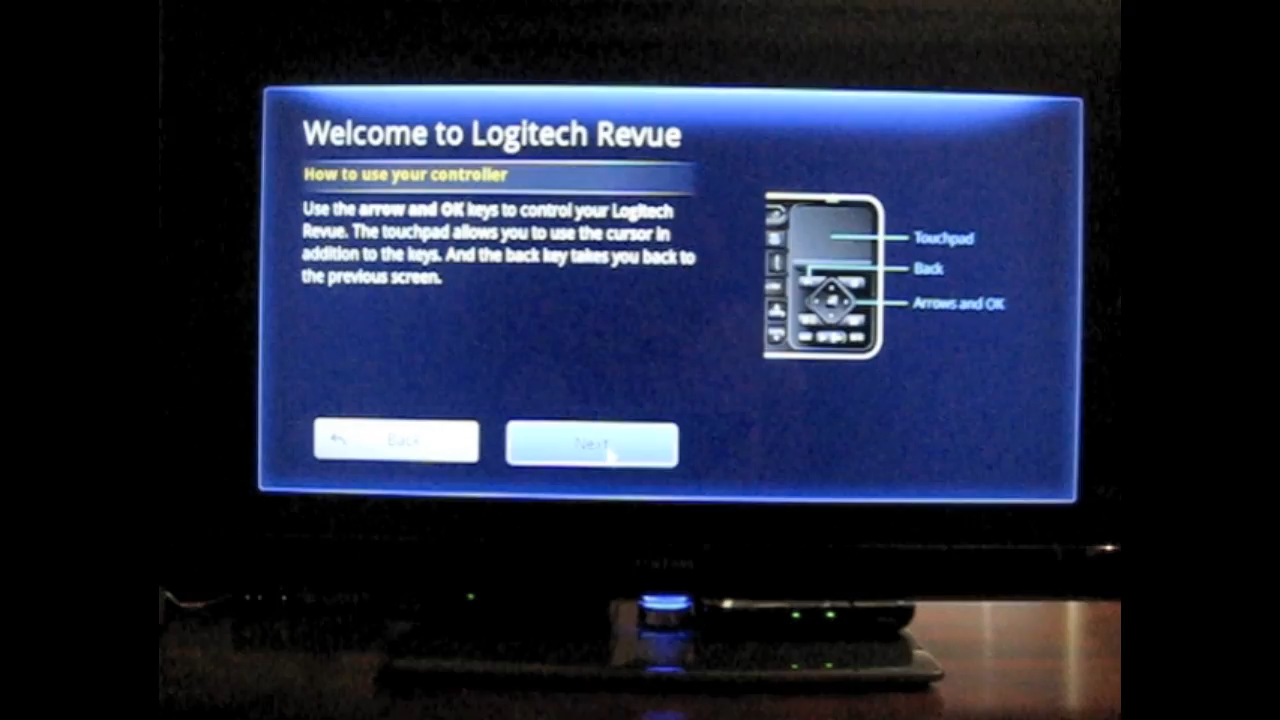 Welcome to Logitech Revue
How to use your controller
Use the arrow and OK keys to control your Logitech
Revue. The touchpad allows you to use the cursor in
addition to the keys. And the back key takes you back to
the previous screen.
Touchpad
Back
Arrows and OK
Back
Next